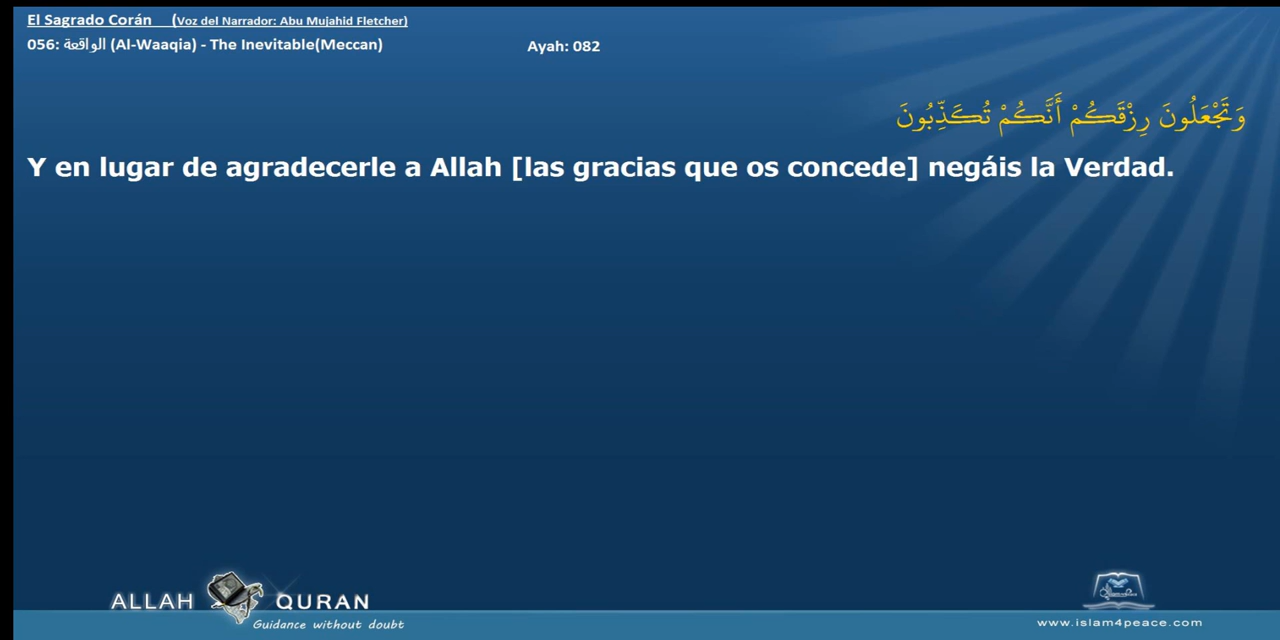 El Sagrado Corán (Voz del Narrador: Abu Mujahid Fletcher)
056: الواقعة (Al-Waaqia) - The Inevitable(Meccan) Ayah: 082
وَتَجْعَلُونَ رِزْقَكُمْ أَنَّكُمْ تُكَذِّبُونَ
Y en lugar de agradecerle a Allah [las gracias que os concede] negáis la Verdad.
ALLAH QURAN
Guidance without doubt
www.islam4peace.com